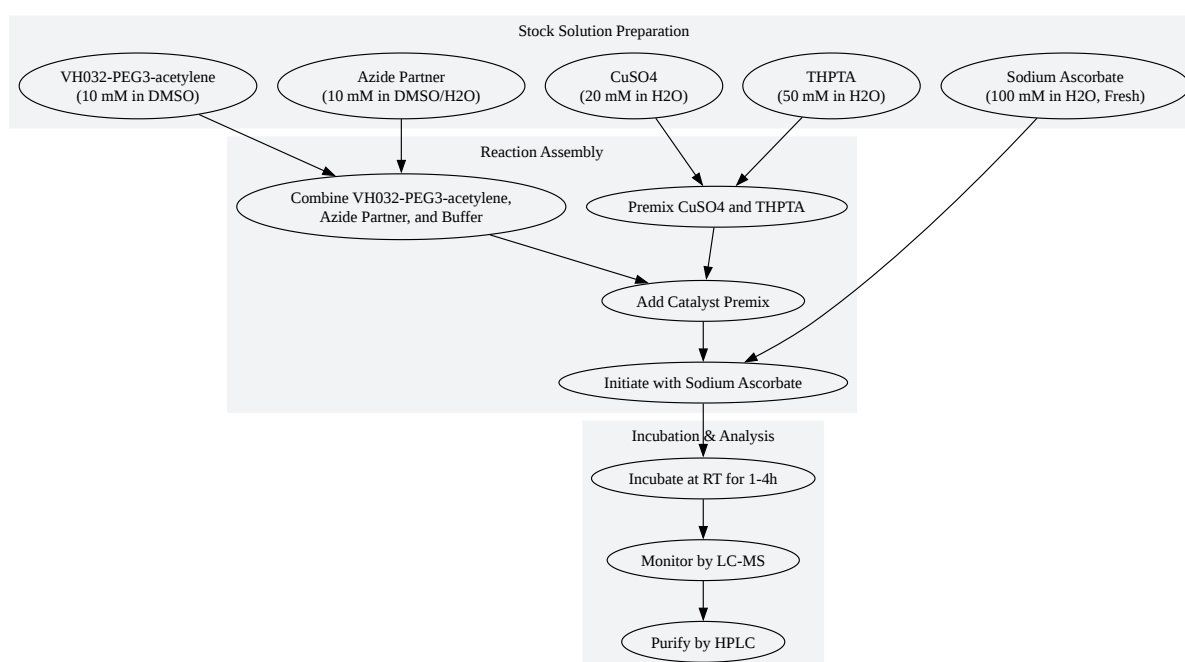 Stock Solution Preparation
VH032-PEG3-acetylene
(10 mM in DMSO)
Azide Partner
(10 mM in DMSO/H2O)
CuSO4
(20 mM in H2O)
THPTA
(50 mM in H2O)
Sodium Ascorbate
(100 mM in H2O, Fresh)
Reaction Assembly
Combine VH032-PEG3-acetylene,
Azide Partner, and Buffer
Premix CuSO4 and THPTA
Add Catalyst Premix
Initiate with Sodium Ascorbate
Incubation & Analysis
Incubate at RT for 1-4h
Monitor by LC-MS
Purify by HPLC